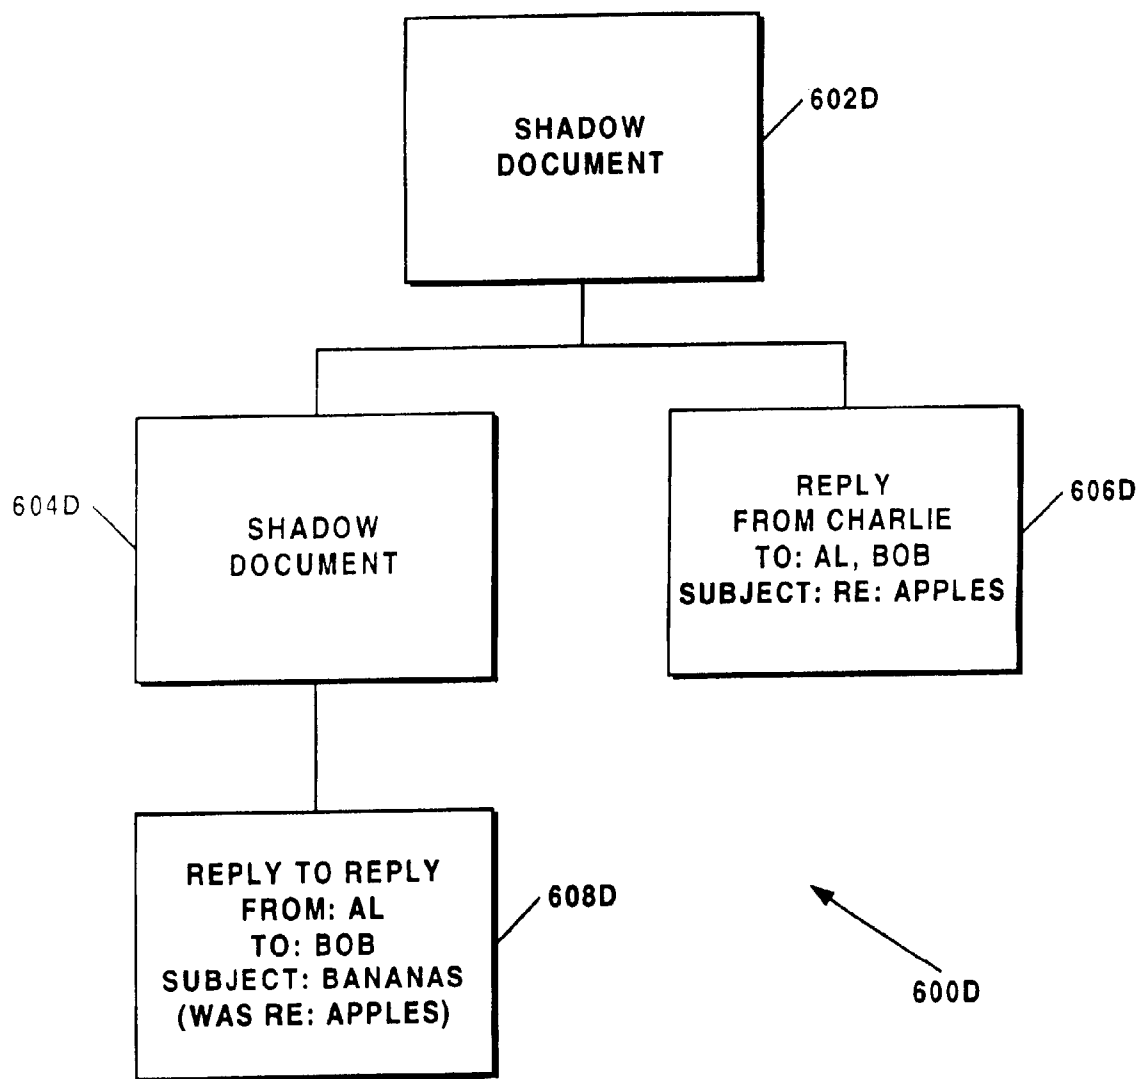 SHADOW
DOCUMENT
602D
604D
SHADOW
DOCUMENT
REPLY
FROM CHARLIE
TO: AL, BOB
SUBJECT: RE: APPLES
606D
REPLY TO REPLY
FROM: AL
TO: BOB
SUBJECT: BANANAS
(WAS RE: APPLES)
608D
600D